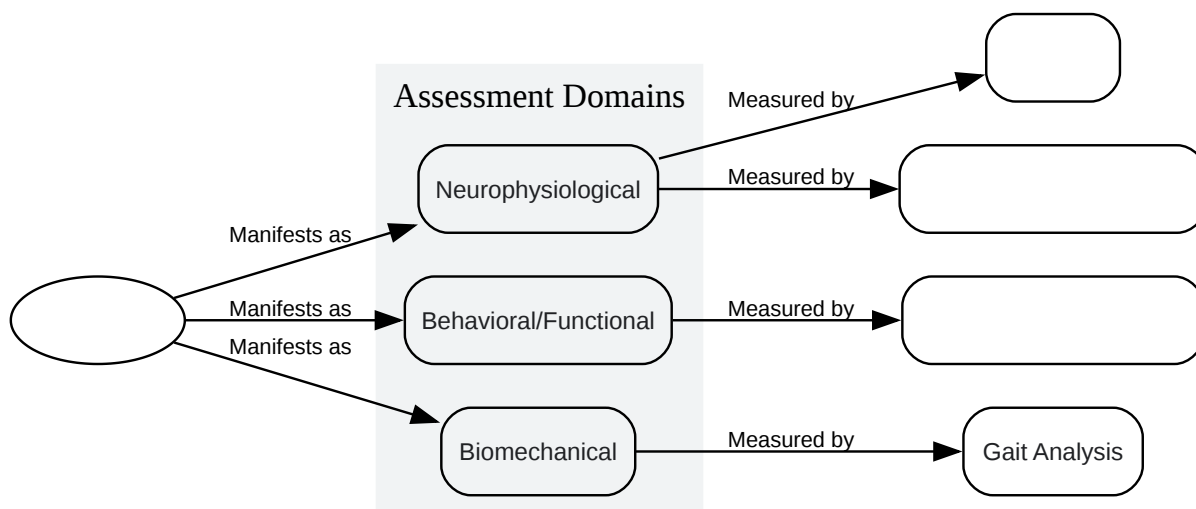 Assessment Domains
Measured by
Neurophysiological
Measured by
Manifests as
Manifests as
Behavioral/Functional
Measured by
Manifests as
Biomechanical
Measured by
Gait Analysis